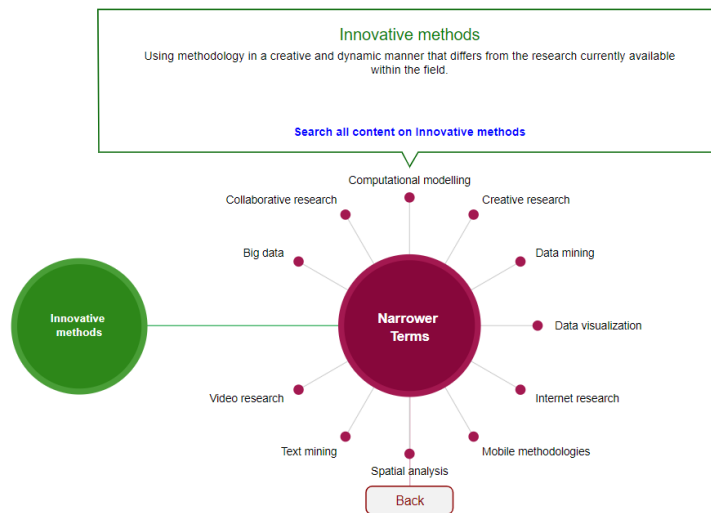 Innovative methods
Using methodology in a creative and dynamic manner that differs from the research currently available
within the field.
Search all content on Innovative methods
Computational modelling
Collaborative research
Creative research
Big data
Data mining
Innovative
methods
Narrower
Terms
Data visualization
Video research
Internet research
Text mining
Mobile methodologies
Spatial analysis
Back